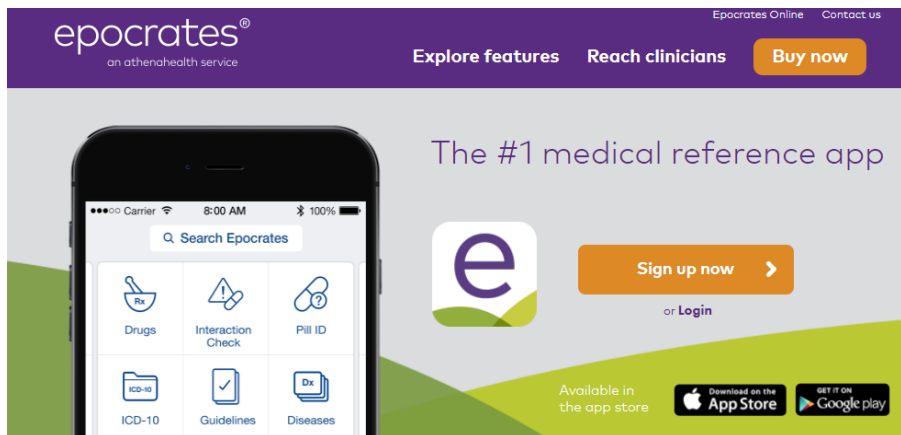 Epocrates Online Contact us
epocrates®
an athenahealth service
Explore features Reach clinicians Buy now
The #1 medical reference app
Carrier 8:00 AM 100%
Search Epocrates
Rx
?
Drugs Interaction Check Pill ID
ICD-10
Dx
ICD-10 Guidelines Diseases
e
Sign up now
or Login
Available in
the app store
Download on the
App Store
GET IT ON
Google play